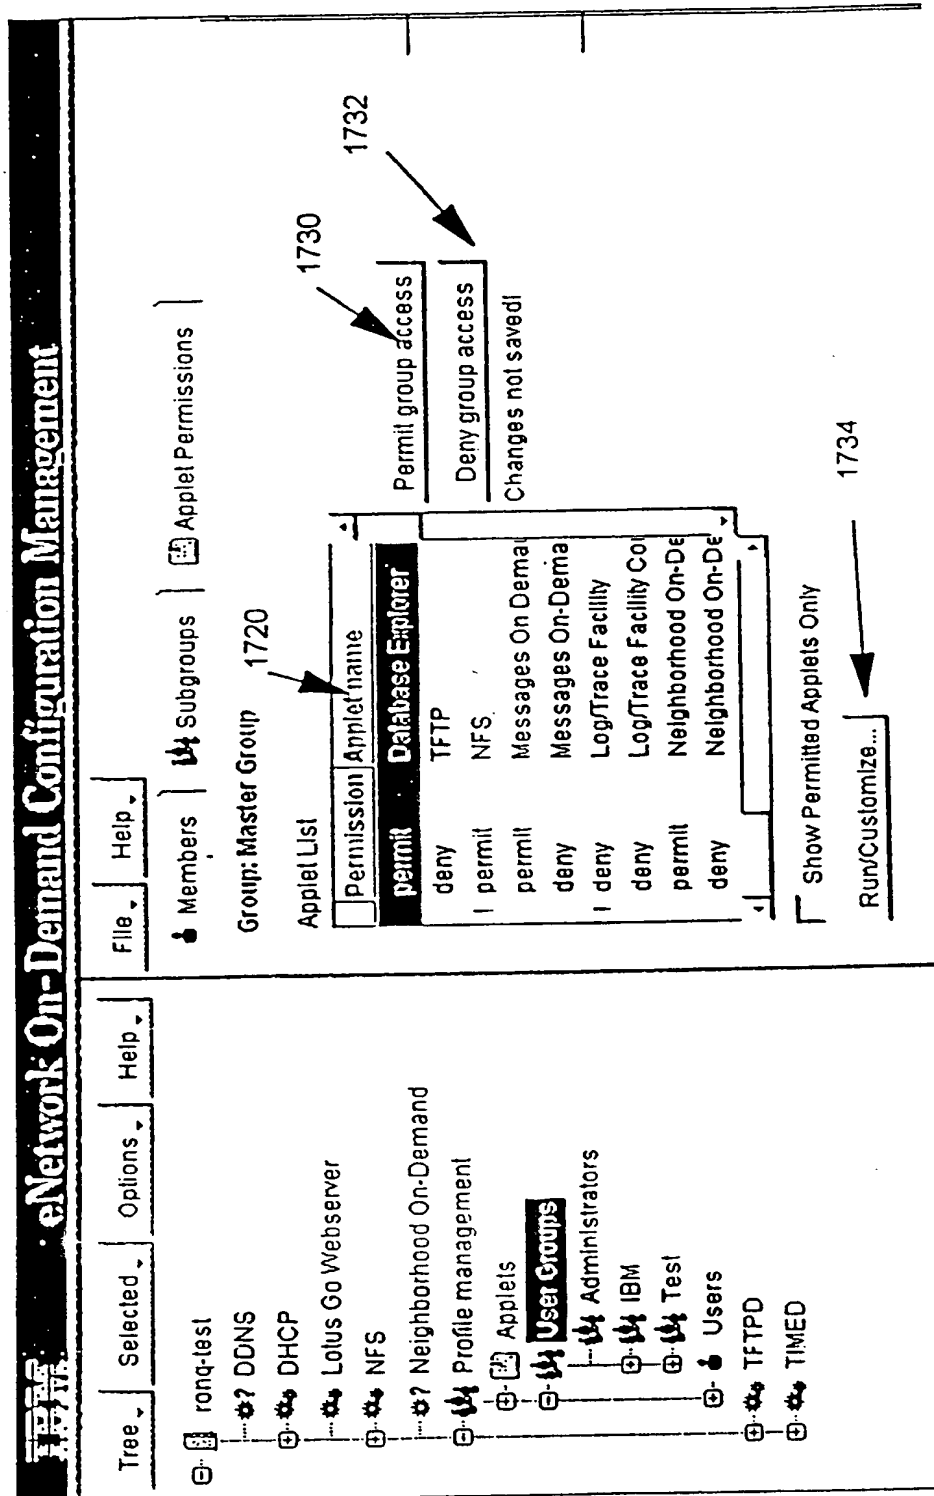 IBM eNetwork On-Demand Configuration Management
Tree Selected Options Help
ronq-test
? DDNS
DHCP
Lotus Go Webserver
NFS
? Neighborhood On-Demand
Profile management
Applets
User Groups
Administrators
IBM
Test
Users
TFTPD
TIMED
File Help
Members Subgroups Applet Permissions
Group: Master Group
1720
Applet List
Permission Applet name
permit Database Explorer
deny TFTP
permit NFS
permit Messages On Demau
deny Messages On-Dema
deny Log/Trace Facility
deny Log/Trace Facility Coi
permit Neighborhood On-De
deny Neighborhood On-De
1730
1732
Permit group access
Deny group access
Changes not saved!
Show Permitted Applets Only
Run/Customize...
1734